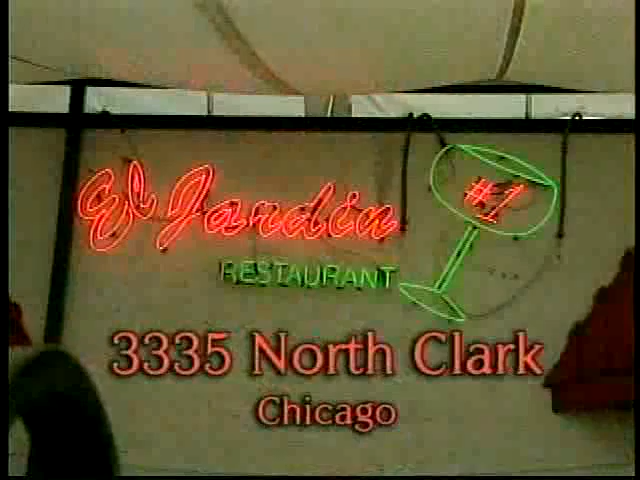 El Jardin
#1
RESTAURANT
3335 North Clark
Chicago